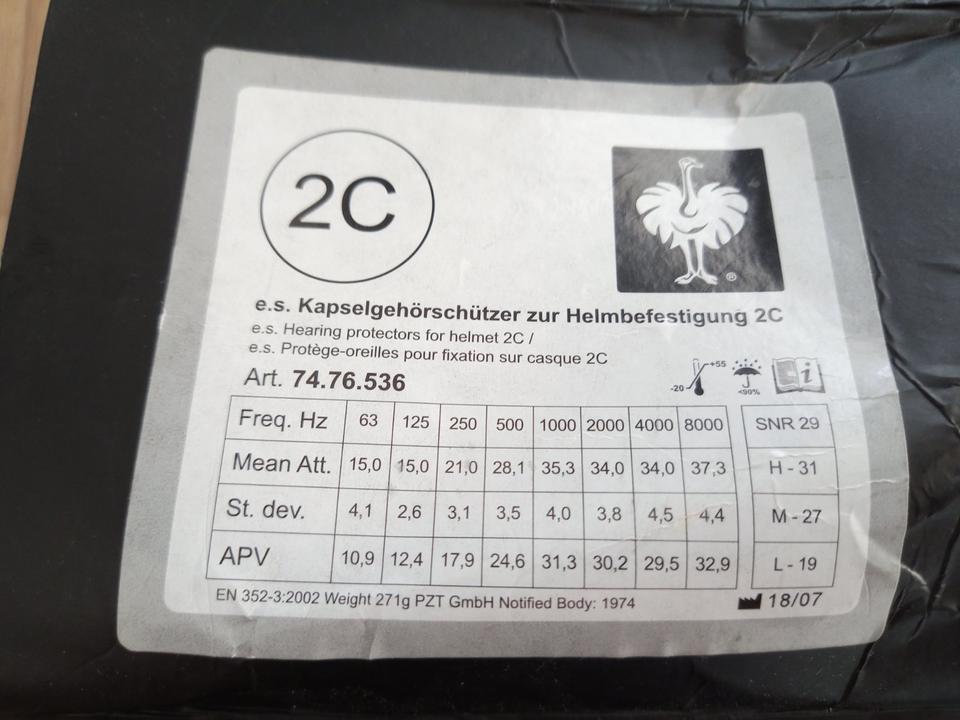 2C
®
e.s. Kapselgehörschützer zur Helmbefestigung 2C
e.s. Hearing protectors for helmet 2C /
e.s. Protège-oreilles pour fixation sur casque 2C
Art. 74.76.536
-20 +55 <90% i
Freq. Hz 63 125 250 500 1000 2000 4000 8000 SNR 29
Mean Att. 15,0 15,0 21,0 28,1 35,3 34,0 34,0 37,3 H - 31
St. dev. 4,1 2,6 3,1 3,5 4,0 3,8 4,5 4,4 M - 27
APV 10,9 12,4 17,9 24,6 31,3 30,2 29,5 32,9 L - 19
EN 352-3:2002 Weight 271g PZT GmbH Notified Body: 1974 18/07